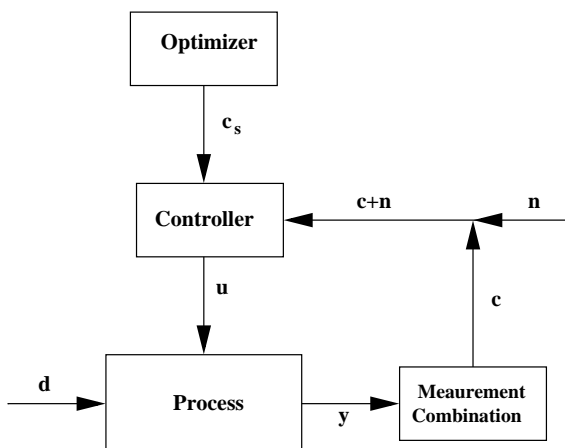 Optimizer
c s
Controller
c+n
n
u
c
d
Process
y
Meaurement
Combination